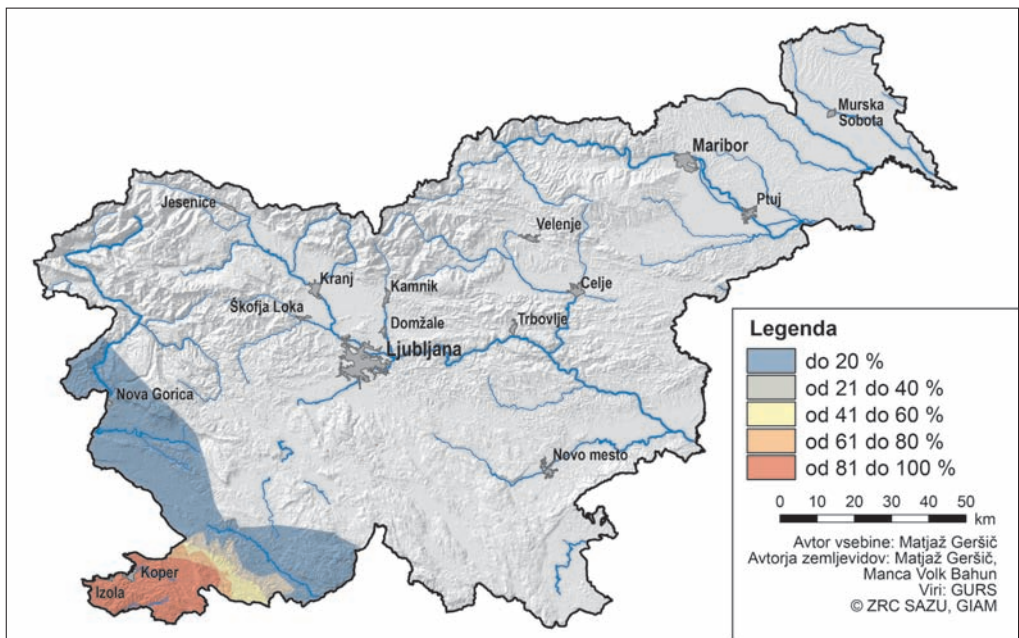 Murska
Sobota
Maribor
Ptuj
Jesenice
Velenje
Kranj
Kamnik
Celje
Škofja Loka
Domžale
Trbovlje
Ljubljana
Nova Gorica
Novo mesto
Koper
Izola
Legenda
do 20 %
od 21 do 40 %
od 41 do 60 %
od 61 do 80 %
od 81 do 100 %
0 10 20 30 40 50
km
Avtor vsebine: Matjaž Geršič
Avtorja zemljevidov: Matjaž Geršič,
Manca Volk Bahun
Viri: GURS
© ZRC SAZU, GIAM